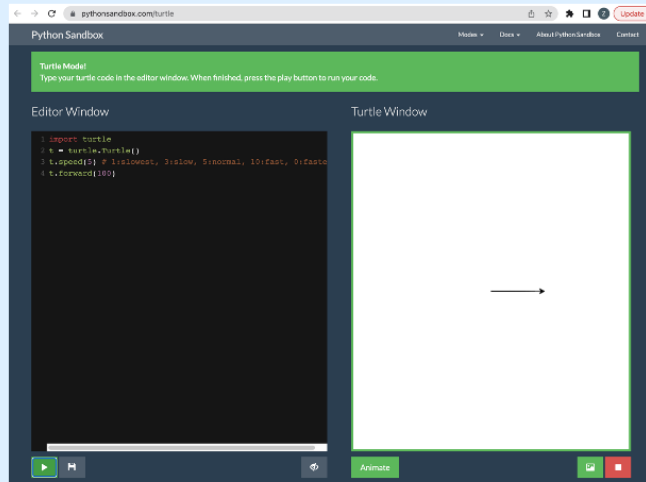 pythonsandbox.com/turtle
Update
Python Sandbox
Modes
Docs
About Python Sandbox
Contact
Turtle Mode!
Type your turtle code in the editor window. When finished, press the play button to run your code.
Editor Window
Turtle Window
1 import turtle
2 t = turtle.Turtle()
3 t.speed(5) # 1:slowest, 3:slow, 5:normal, 10:fast, 0:faste
4 t.forward(100)
Animate